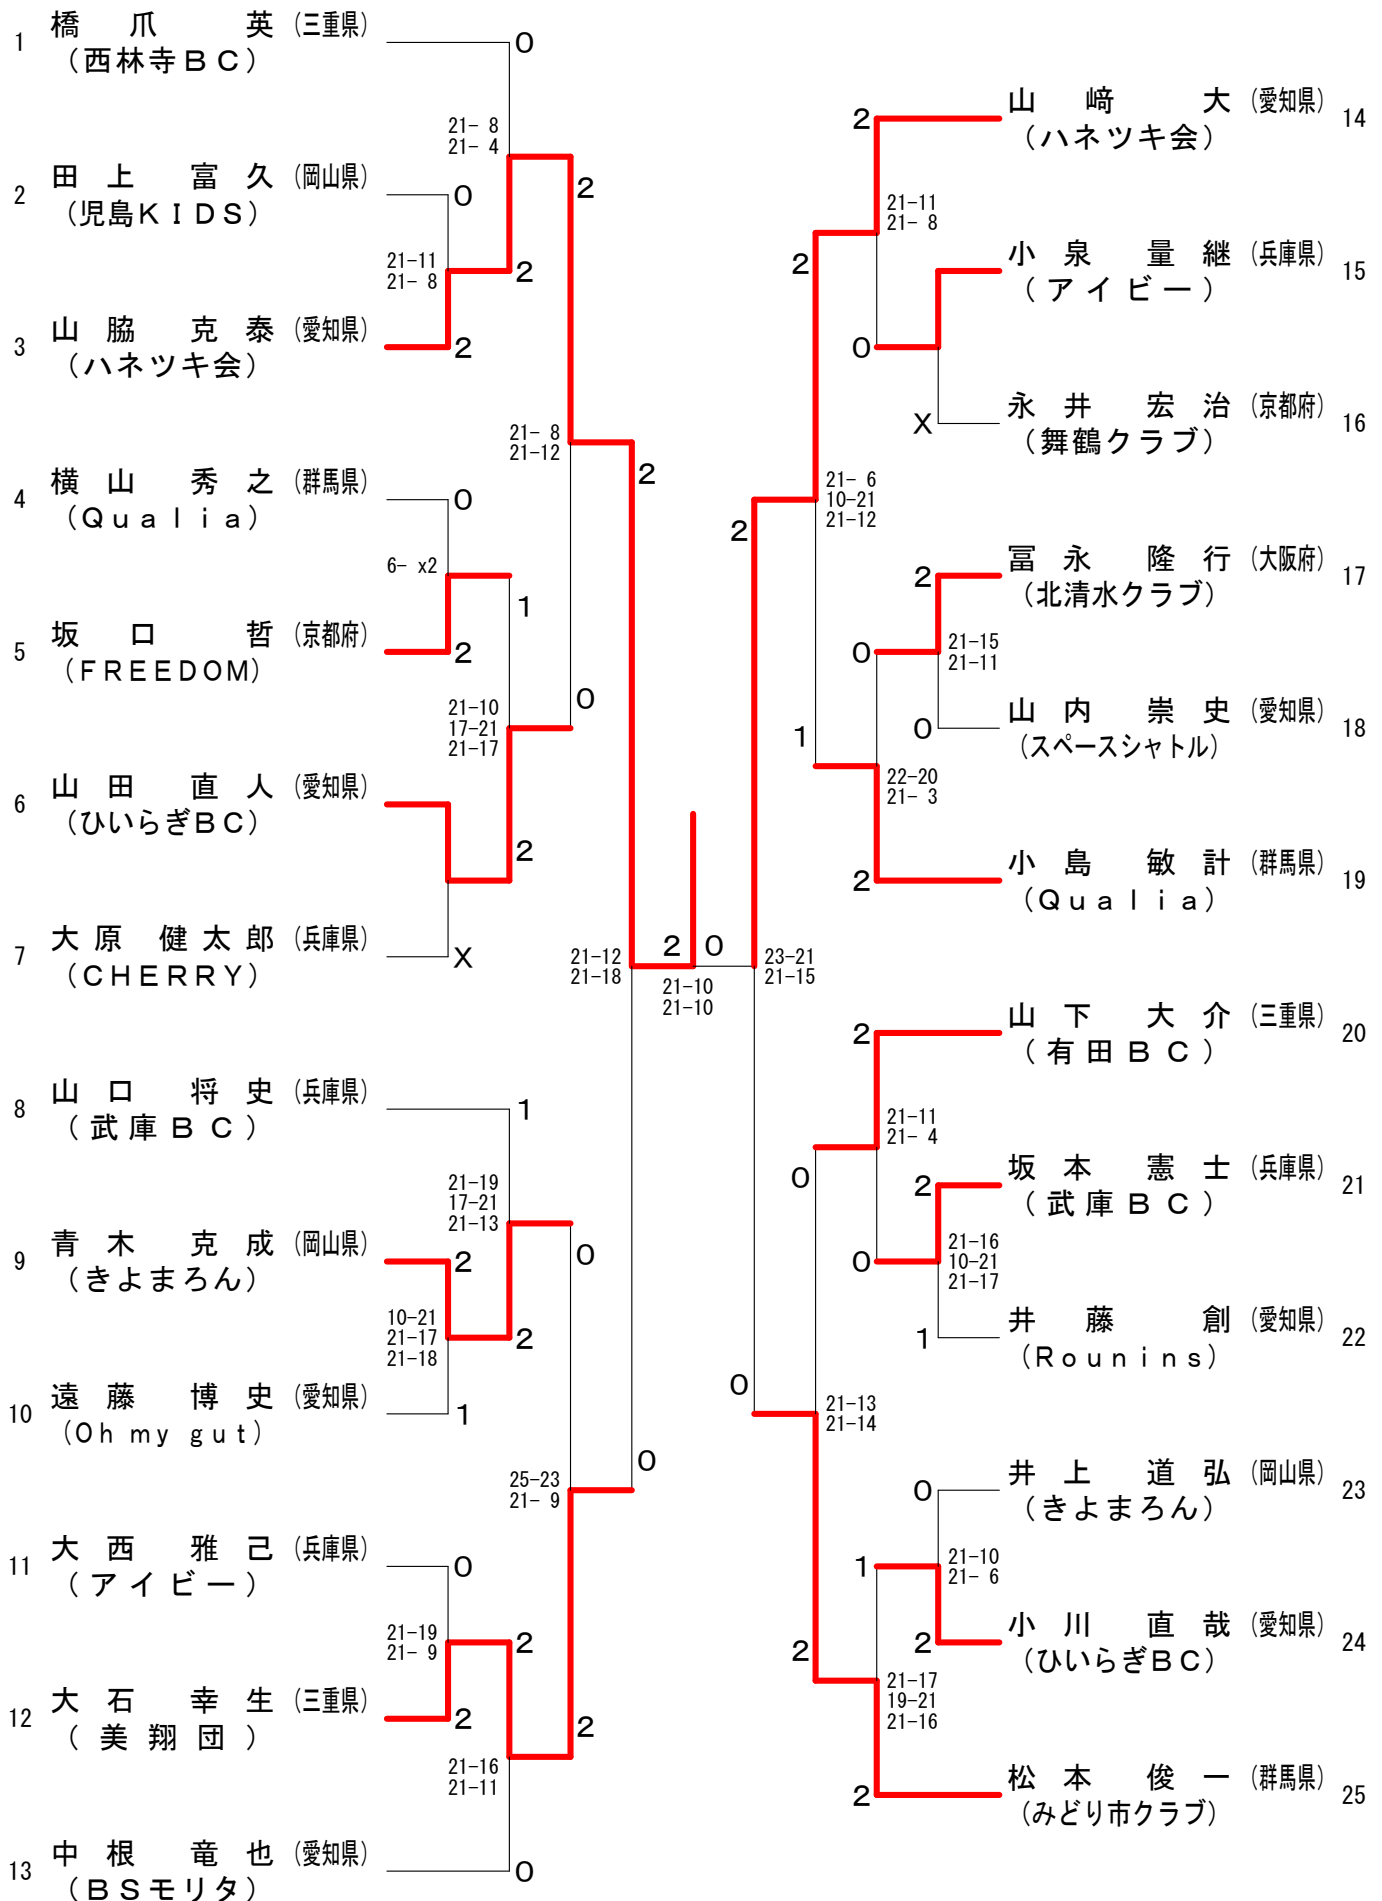 1 橋爪 英 (三重県) 0
（西林寺ＢＣ）
21- 8
21- 4
2 田上 富久 (岡山県) 0
（児島ＫＩＤＳ）
2
21-11
21- 8
2
3 山脇 克泰 (愛知県) 2
（ハネツキ会）
21- 8
21-12
2
4 横山 秀之 (群馬県) 0
（Ｑｕａｌｉａ）
6- x2
1
5 坂口 哲 (京都府) 2
（ＦＲＥＥＤＯＭ）
0
21-10
17-21
21-17
6 山田 直人 (愛知県)
（ひいらぎＢＣ）
2
7 大原 健太郎 (兵庫県) X
（ＣＨＥＲＲＹ）
21-12
21-18
2 0
21-10
21-10
8 山口 将史 (兵庫県) 1
（武庫ＢＣ）
21-19
17-21
21-13
9 青木 克成 (岡山県) 2
（きよまろん）
0
10-21
21-17
21-18
2
10 遠藤 博史 (愛知県) 1
（Oh my gut）
0
25-23
21- 9
11 大西 雅己 (兵庫県) 0
（アイビー）
21-19
21- 9
2
12 大石 幸生 (三重県) 2
（美翔団）
2
21-16
21-11
13 中根 竜也 (愛知県) 0
（ＢＳモリタ）
2 山﨑 大 (愛知県) 14
（ハネツキ会）
21-11
21- 8
2
小泉 量継 (兵庫県) 15
（アイビー）
0
X 永井 宏治 (京都府) 16
（舞鶴クラブ）
21- 6
10-21
21-12
2
2 冨永 隆行 (大阪府) 17
（北清水クラブ）
0
21-15
21-11
0 山内 崇史 (愛知県) 18
（スペースシャトル）
1
22-20
21- 3
2 小島 敏計 (群馬県) 19
（Ｑｕａｌｉａ）
23-21
21-15
2 山下 大介 (三重県) 20
（有田ＢＣ）
21-11
21- 4
0
2 坂本 憲士 (兵庫県) 21
（武庫ＢＣ）
0
21-16
10-21
21-17
1 井藤 創 (愛知県) 22
（Ｒｏｕｎｉｎｓ）
0
21-13
21-14
0 井上 道弘 (岡山県) 23
（きよまろん）
1
21-10
21- 6
2
2 小川 直哉 (愛知県) 24
（ひいらぎＢＣ）
21-17
19-21
21-16
2 松本 俊一 (群馬県) 25
（みどり市クラブ）